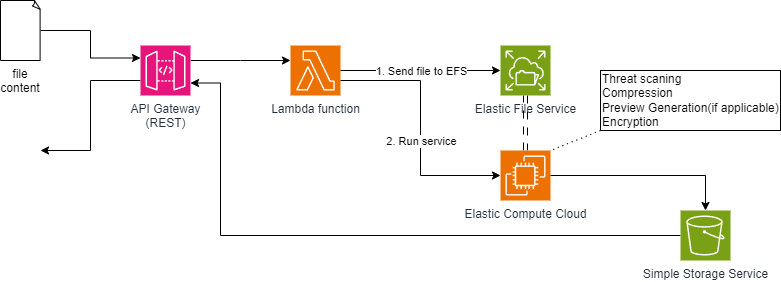 file
content
API Gateway
(REST)
Lambda function
1. Send file to EFS
Elastic File Service
2. Run service
Threat scaning
Compression
Preview Generation(if applicable)
Encryption
Elastic Compute Cloud
Simple Storage Service